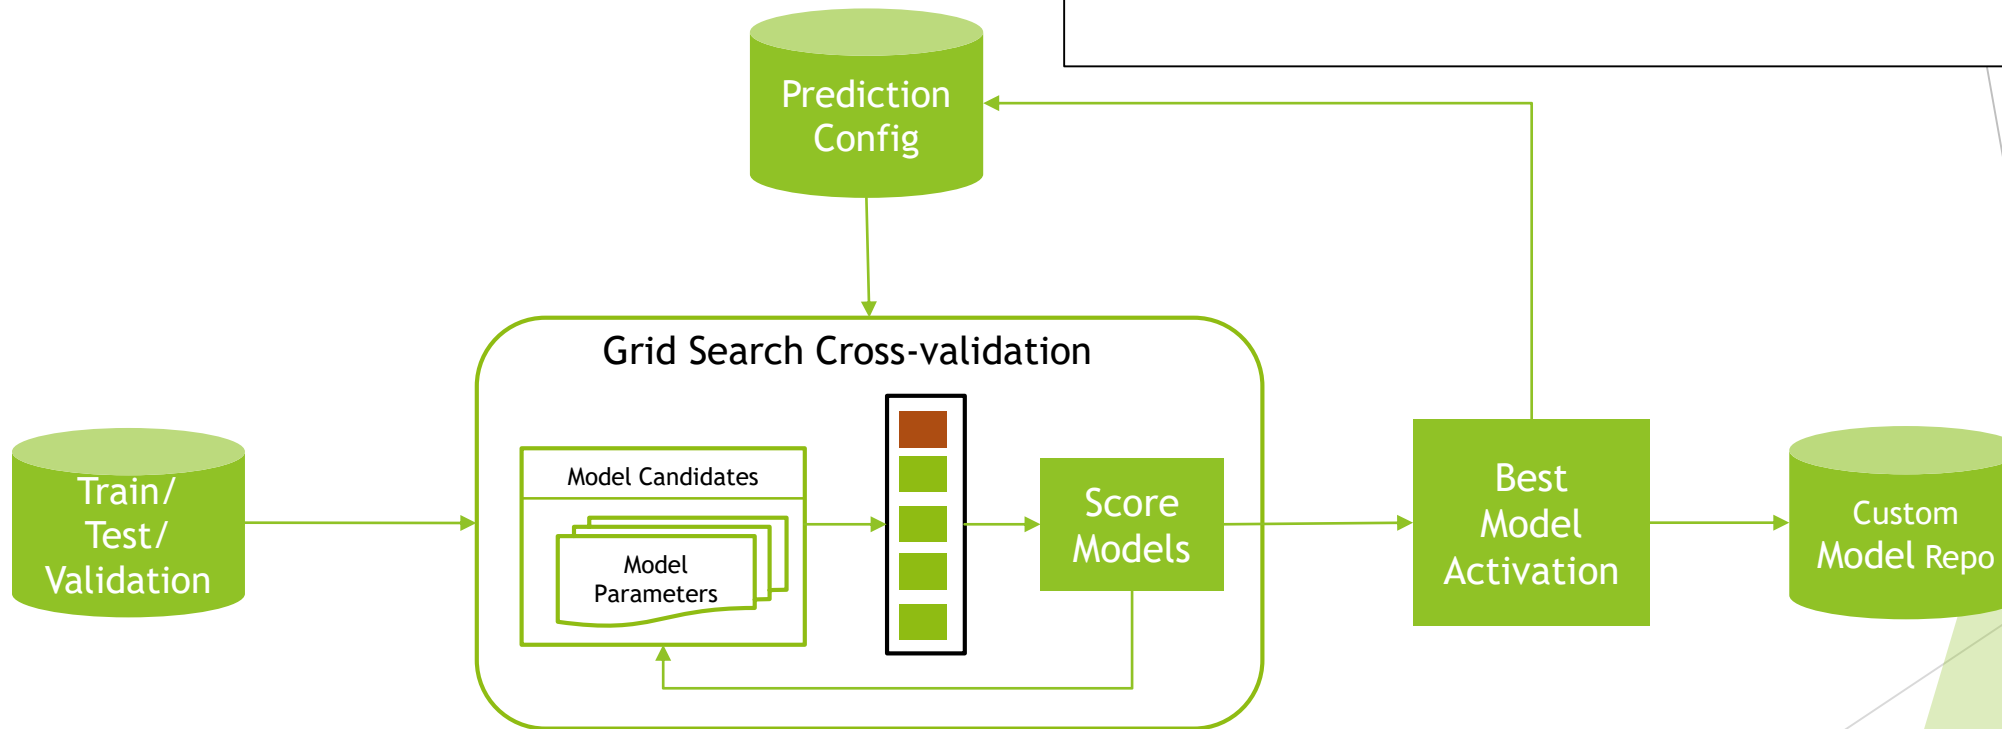 Prediction
Config
Grid Search Cross-validation
Train/
Test/
Validation
Model Candidates
Model
Parameters
Score
Models
Best
Model
Activation
Custom
Model Repo